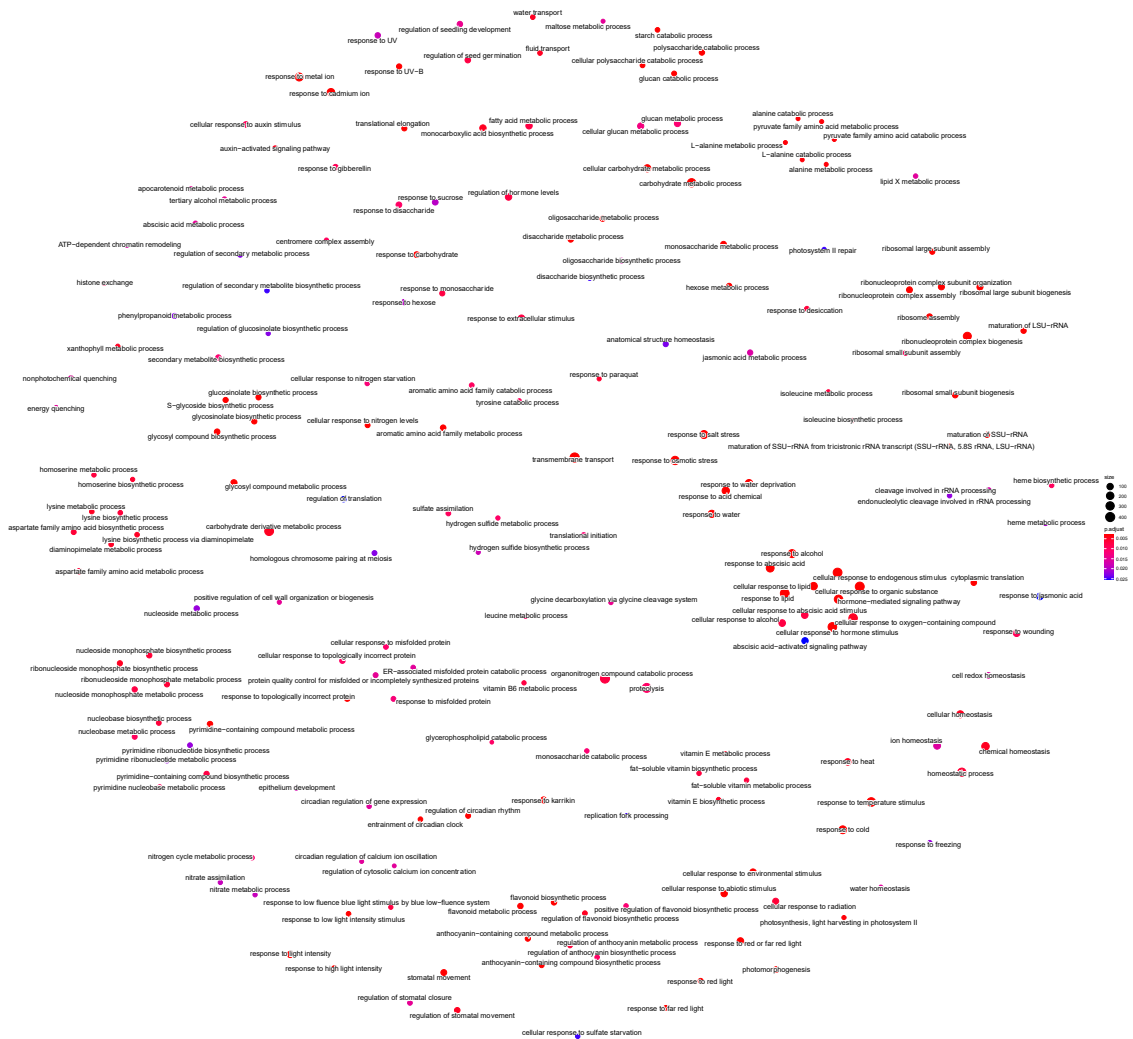 water transport
regulation of seedling development
maltose metabolic process
response to UV
starch catabolic process
fluid transport
polysaccharide catabolic process
regulation of seed germination
cellular polysaccharide catabolic process
response to UV−B
response to metal ion
glucan catabolic process
response to cadmium ion
alanine catabolic process
fatty acid metabolic process
glucan metabolic process
cellular response to auxin stimulus
translational elongation
pyruvate family amino acid metabolic process
monocarboxylic acid biosynthetic process
cellular glucan metabolic process
pyruvate family amino acid catabolic process
auxin−activated signaling pathway
L−alanine metabolic process
L−alanine catabolic process
response to gibberellin
cellular carbohydrate metabolic process
alanine metabolic process
lipid X metabolic process
carbohydrate metabolic process
apocarotenoid metabolic process
regulation of hormone levels
tertiary alcohol metabolic process
response to sucrose
response to disaccharide
oligosaccharide metabolic process
abscisic acid metabolic process
disaccharide metabolic process
centromere complex assembly
ATP−dependent chromatin remodeling
monosaccharide metabolic process
photosystem II repair
ribosomal large subunit assembly
regulation of secondary metabolic process
response to carbohydrate
oligosaccharide biosynthetic process
disaccharide biosynthetic process
histone exchange
ribonucleoprotein complex subunit organization
regulation of secondary metabolite biosynthetic process
response to monosaccharide
hexose metabolic process
ribonucleoprotein complex assembly
ribosomal large subunit biogenesis
response to hexose
response to desiccation
phenylpropanoid metabolic process
response to extracellular stimulus
ribosome assembly
regulation of glucosinolate biosynthetic process
maturation of LSU−rRNA
anatomical structure homeostasis
ribonucleoprotein complex biogenesis
xanthophyll metabolic process
secondary metabolite biosynthetic process
jasmonic acid metabolic process
ribosomal small subunit assembly
nonphotochemical quenching
cellular response to nitrogen starvation
response to paraquat
aromatic amino acid family catabolic process
glucosinolate biosynthetic process
isoleucine metabolic process
ribosomal small subunit biogenesis
tyrosine catabolic process
energy quenching
S−glycoside biosynthetic process
glycosinolate biosynthetic process
cellular response to nitrogen levels
isoleucine biosynthetic process
glycosyl compound biosynthetic process
aromatic amino acid family metabolic process
response to salt stress
maturation of SSU−rRNA
maturation of SSU−rRNA from tricistronic rRNA transcript (SSU−rRNA, 5.8S rRNA, LSU−rRNA)
transmembrane transport
response to osmotic stress
homoserine metabolic process
size
homoserine biosynthetic process
glycosyl compound metabolic process
response to water deprivation
heme biosynthetic process
100
cleavage involved in rRNA processing
200
regulation of translation
response to acid chemical
endonucleolytic cleavage involved in rRNA processing
300
lysine metabolic process
sulfate assimilation
response to water
400
lysine biosynthetic process
hydrogen sulfide metabolic process
heme metabolic process
p.adjust
aspartate family amino acid biosynthetic process
carbohydrate derivative metabolic process
translational initiation
0.005
lysine biosynthetic process via diaminopimelate
0.010
diaminopimelate metabolic process
hydrogen sulfide biosynthetic process
0.015
homologous chromosome pairing at meiosis
response to alcohol
0.020
aspartate family amino acid metabolic process
response to abscisic acid
0.025
cellular response to endogenous stimulus
cytoplasmic translation
cellular response to lipid
cellular response to organic substance
positive regulation of cell wall organization or biogenesis
glycine decarboxylation via glycine cleavage system
response to lipid
hormone−mediated signaling pathway
response to jasmonic acid
nucleoside metabolic process
leucine metabolic process
cellular response to abscisic acid stimulus
cellular response to alcohol
cellular response to oxygen−containing compound
cellular response to hormone stimulus
response to wounding
cellular response to misfolded protein
abscisic acid−activated signaling pathway
nucleoside monophosphate biosynthetic process
cellular response to topologically incorrect protein
ribonucleoside monophosphate biosynthetic process
ER−associated misfolded protein catabolic process
organonitrogen compound catabolic process
cell redox homeostasis
ribonucleoside monophosphate metabolic process
protein quality control for misfolded or incompletely synthesized proteins
nucleoside monophosphate metabolic process
vitamin B6 metabolic process
proteolysis
response to topologically incorrect protein
response to misfolded protein
cellular homeostasis
nucleobase biosynthetic process
pyrimidine−containing compound metabolic process
nucleobase metabolic process
glycerophospholipid catabolic process
ion homeostasis
pyrimidine ribonucleotide biosynthetic process
monosaccharide catabolic process
vitamin E metabolic process
chemical homeostasis
pyrimidine ribonucleotide metabolic process
response to heat
fat−soluble vitamin biosynthetic process
homeostatic process
pyrimidine−containing compound biosynthetic process
fat−soluble vitamin metabolic process
pyrimidine nucleobase metabolic process
epithelium development
circadian regulation of gene expression
response to karrikin
vitamin E biosynthetic process
response to temperature stimulus
regulation of circadian rhythm
entrainment of circadian clock
replication fork processing
response to cold
response to freezing
nitrogen cycle metabolic process
circadian regulation of calcium ion oscillation
regulation of cytosolic calcium ion concentration
cellular response to environmental stimulus
nitrate assimilation
nitrate metabolic process
cellular response to abiotic stimulus
water homeostasis
response to low fluence blue light stimulus by blue low−fluence system
flavonoid biosynthetic process
cellular response to radiation
flavonoid metabolic process
positive regulation of flavonoid biosynthetic process
response to low light intensity stimulus
regulation of flavonoid biosynthetic process
photosynthesis, light harvesting in photosystem II
anthocyanin−containing compound metabolic process
regulation of anthocyanin metabolic process
response to red or far red light
response to light intensity
regulation of anthocyanin biosynthetic process
anthocyanin−containing compound biosynthetic process
response to high light intensity
photomorphogenesis
stomatal movement
response to red light
regulation of stomatal closure
response to far red light
regulation of stomatal movement
cellular response to sulfate starvation